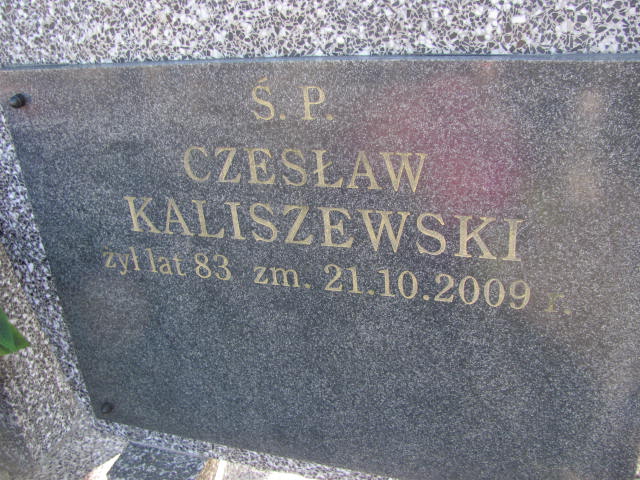 Ś. P.
CZESŁAW
KALISZEWSKI
żył lat 83 zm. 21.10.2009 r.